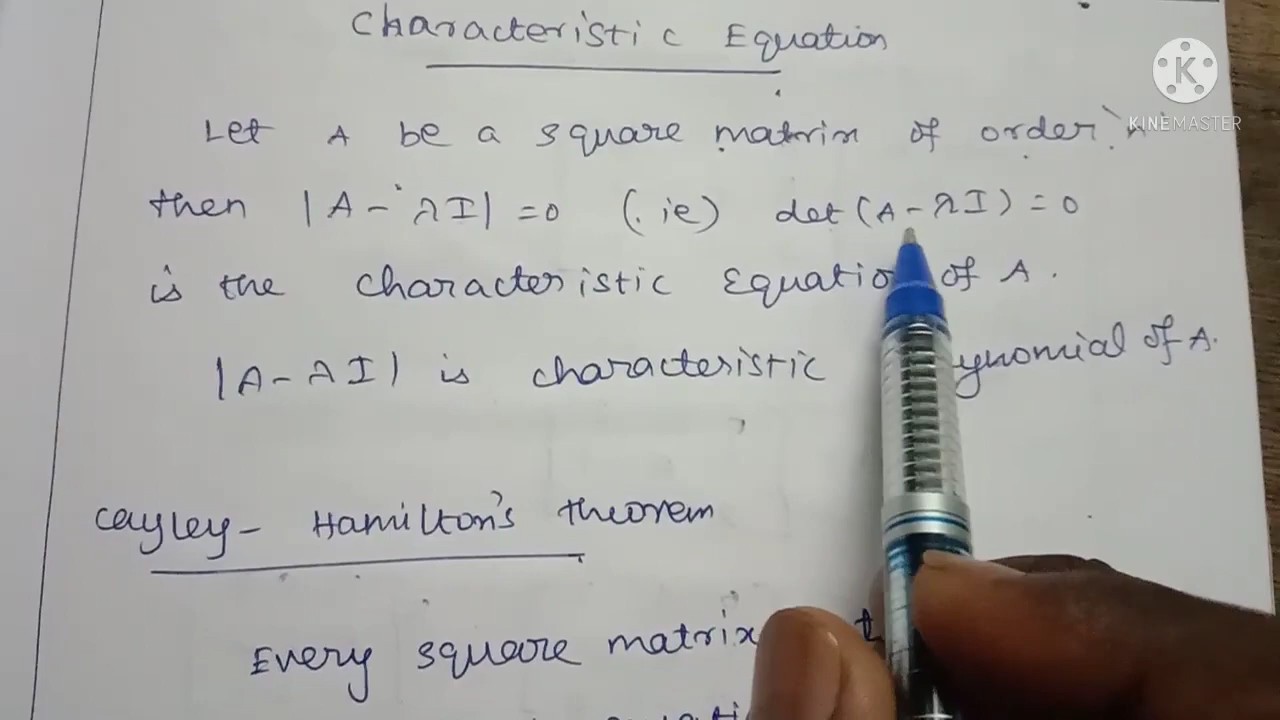 Characteristic Equation
KINEMASTER
Let A be a square matrix of order 'n'
then |A - λI| = 0 (. ie) det (A - λI) = 0
is the characteristic Equation of A.
|A - λI| is characteristic ynomial of A.
Cayley - Hamilton's theorem
Every square matrix